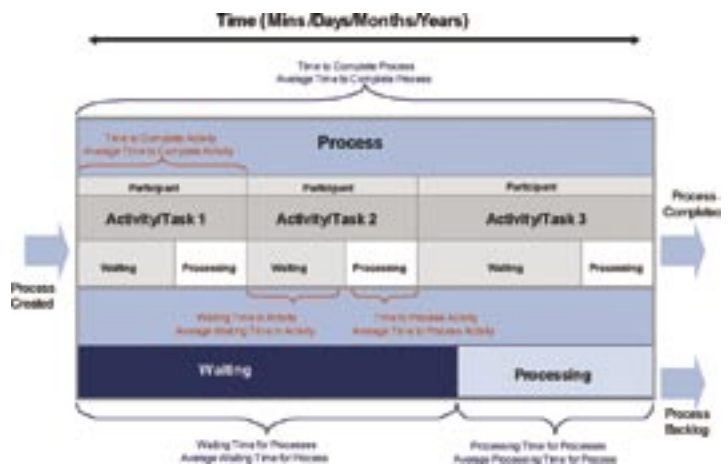 Time (Mins/Days/Months/Years)
Time to Complete Process
Average Time to Complete Process
Time to Complete Activity
Average Time to Complete Activity
Process
Participant
Participant
Participant
Activity/Task 1
Activity/Task 2
Activity/Task 3
Process
Completed
Waiting
Processing
Waiting
Processing
Waiting
Processing
Process
Created
Waiting Time in Activity
Average Waiting Time in Activity
Time to Process Activity
Average Time to Process Activity
Waiting
Processing
Process
Backlog
Waiting Time for Processes
Average Waiting Time for Process
Processing Time for Processes
Average Processing Time for Process